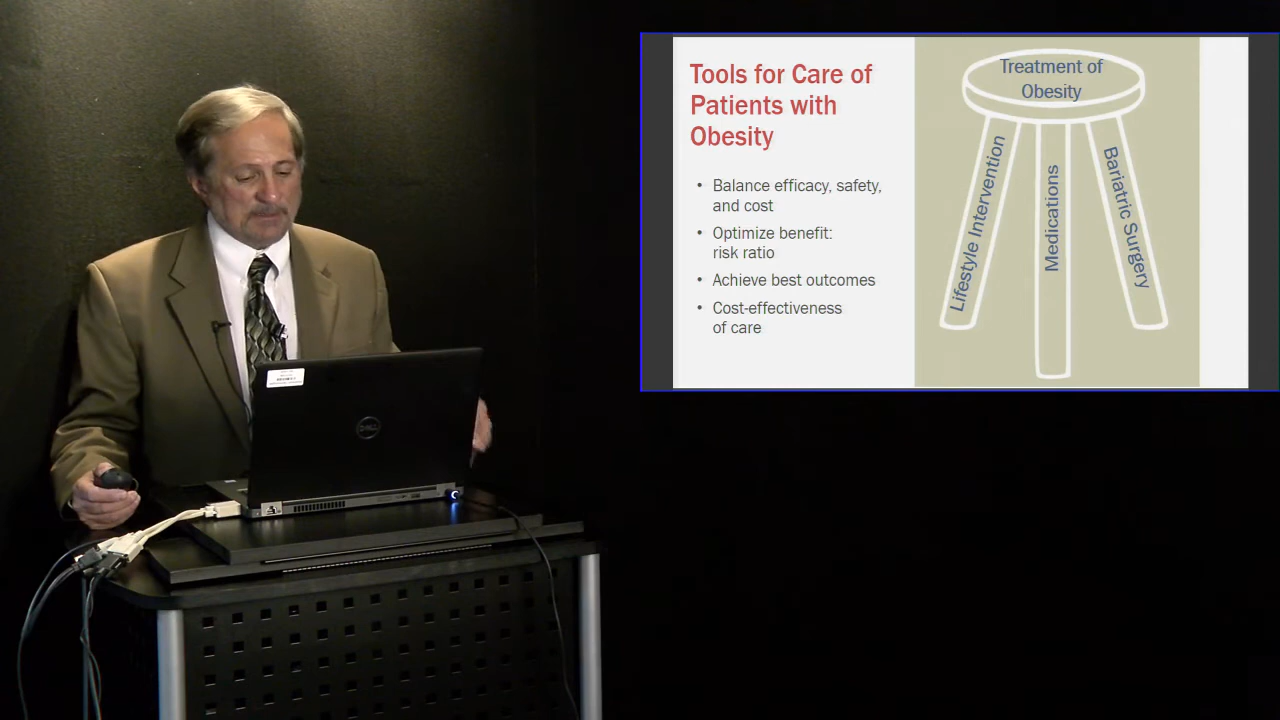 Tools for Care of
Patients with
Obesity
• Balance efficacy, safety,
and cost
• Optimize benefit:
risk ratio
• Achieve best outcomes
• Cost-effectiveness
of care
Treatment of
Obesity
Lifestyle Intervention
Medications
Bariatric Surgery
DELL